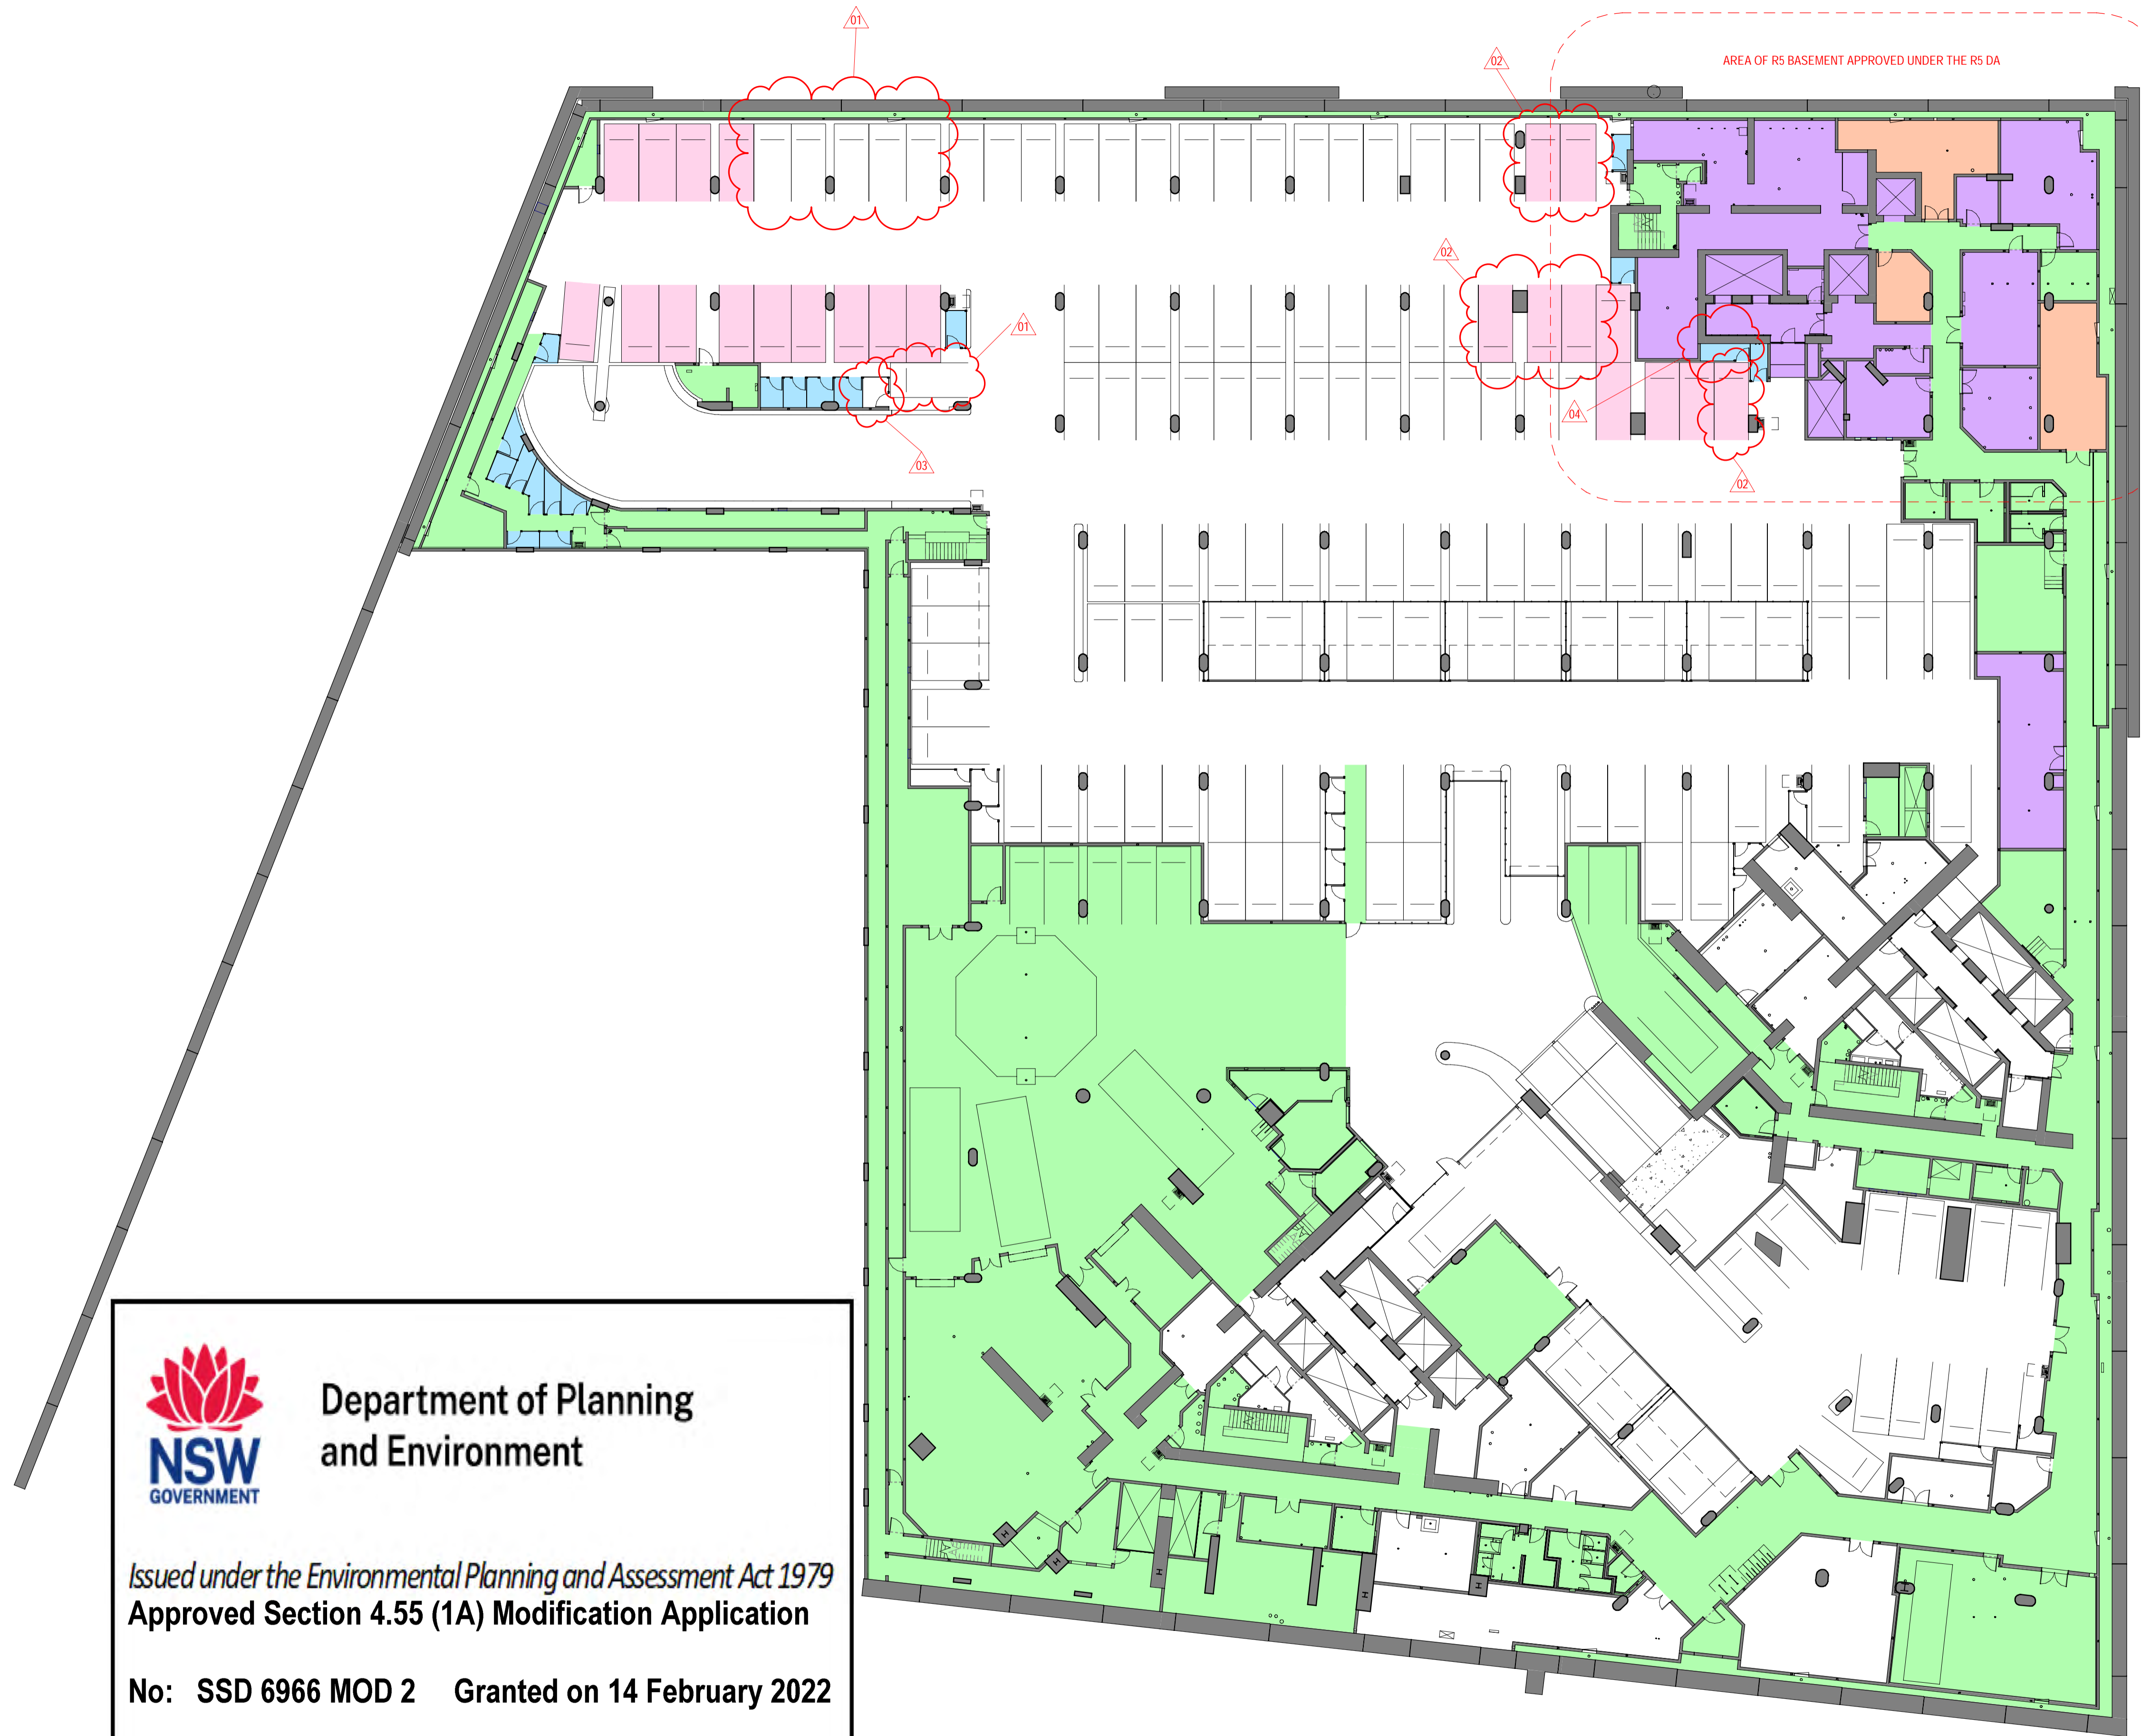 01
02
AREA OF R5 BASEMENT APPROVED UNDER THE R5 DA
02
01
04
03
02
H
H
H
H
H
NSW
GOVERNMENT
Department of Planning
and Environment
Issued under the Environmental Planning and Assessment Act 1979
Approved Section 4.55 (1A) Modification Application
No: SSD 6966 MOD 2 Granted on 14 February 2022